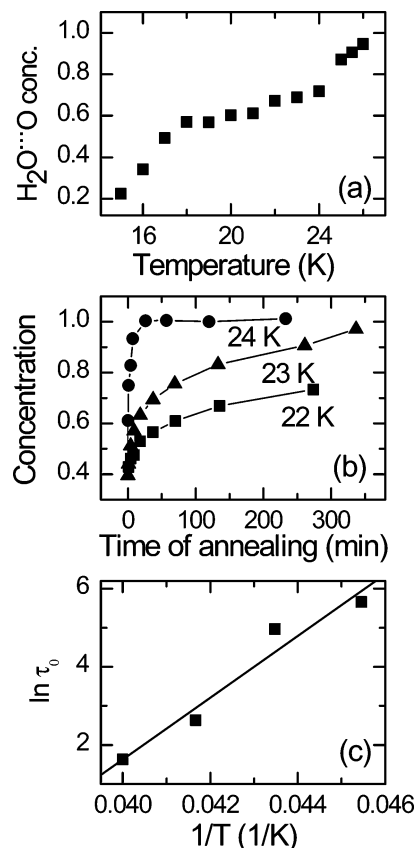 H₂O···O conc.
1.0
0.8
0.6
0.4
0.2
(a)
16 20 24
Temperature (K)
Concentration
1.0
0.8
0.6
0.4
24 K
23 K
22 K
(b)
0 100 200 300
Time of annealing (min)
ln τ₀
6
4
2
(c)
0.040 0.042 0.044 0.046
1/T (1/K)